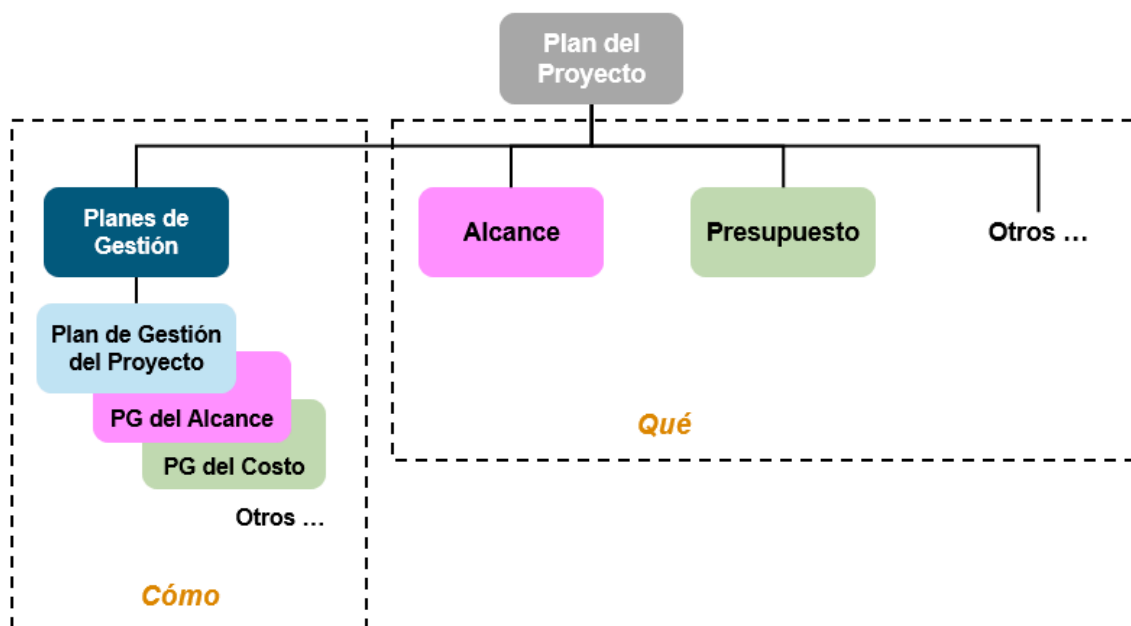 Plan del
Proyecto
Planes de
Gestión
Alcance
Presupuesto
Otros ...
Plan de Gestión
del Proyecto
PG del Alcance
PG del Costo
Otros ...
Qué
Cómo